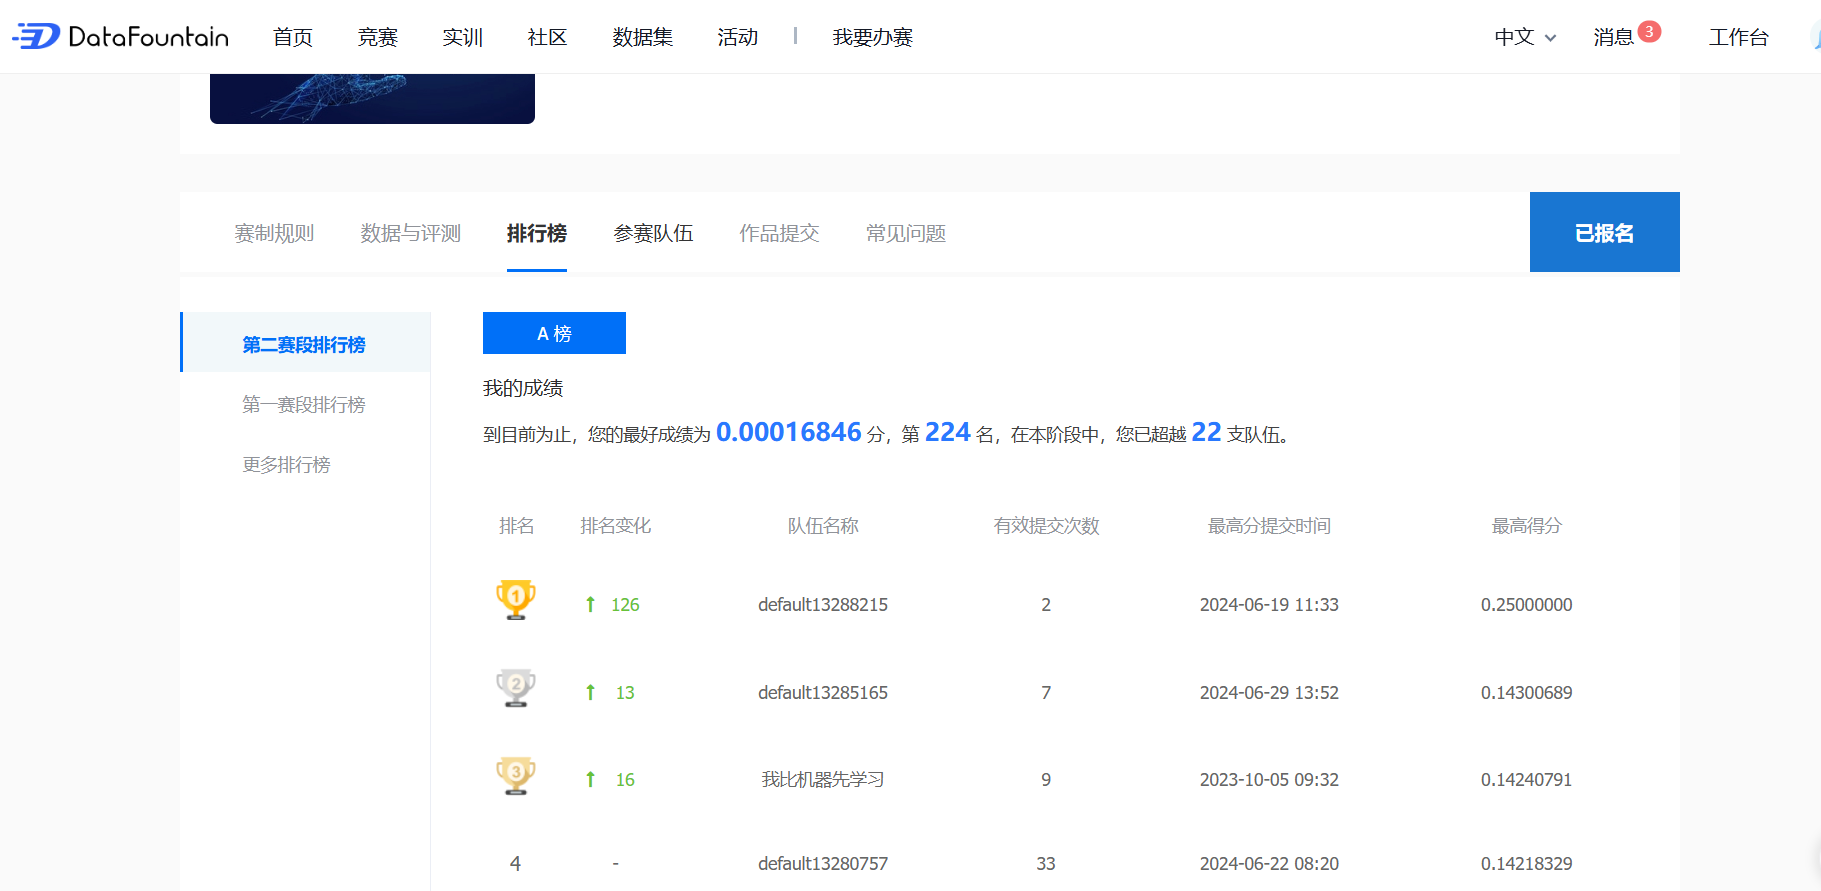 DataFountain 首页 竞赛 实训 社区 数据集 活动 | 我要办赛 中文 消息 3 工作台
赛制规则 数据与评测 排行榜 参赛队伍 作品提交 常见问题 已报名
第二赛段排行榜
第一赛段排行榜
更多排行榜
A 榜
我的成绩
到目前为止，您的最好成绩为 0.00016846 分，第 224 名，在本阶段中，您已超越 22 支队伍。
排名 排名变化 队伍名称 有效提交次数 最高分提交时间 最高得分
1 ↑ 126 default13288215 2 2024-06-19 11:33 0.25000000
2 ↑ 13 default13285165 7 2024-06-29 13:52 0.14300689
3 ↑ 16 我比机器先学习 9 2023-10-05 09:32 0.14240791
4 - default13280757 33 2024-06-22 08:20 0.14218329